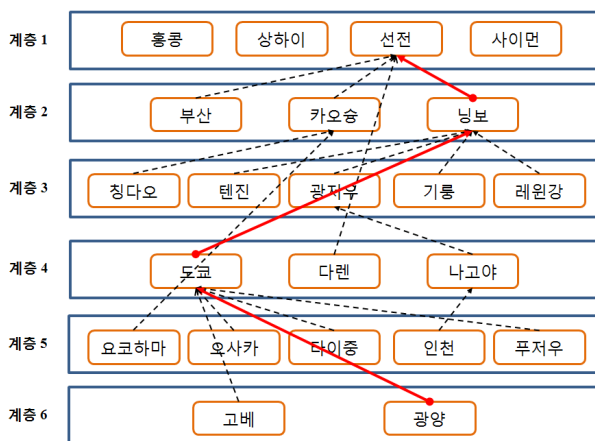 계층 1 홍콩 상하이 선전 사이먼
계층 2 부산 카오슝 닝보
계층 3 칭다오 텐진 광저우 기룽 레윈강
계층 4 도쿄 다렌 나고야
계층 5 요코하마 오사카 타이중 인천 푸저우
계층 6 고베 광양